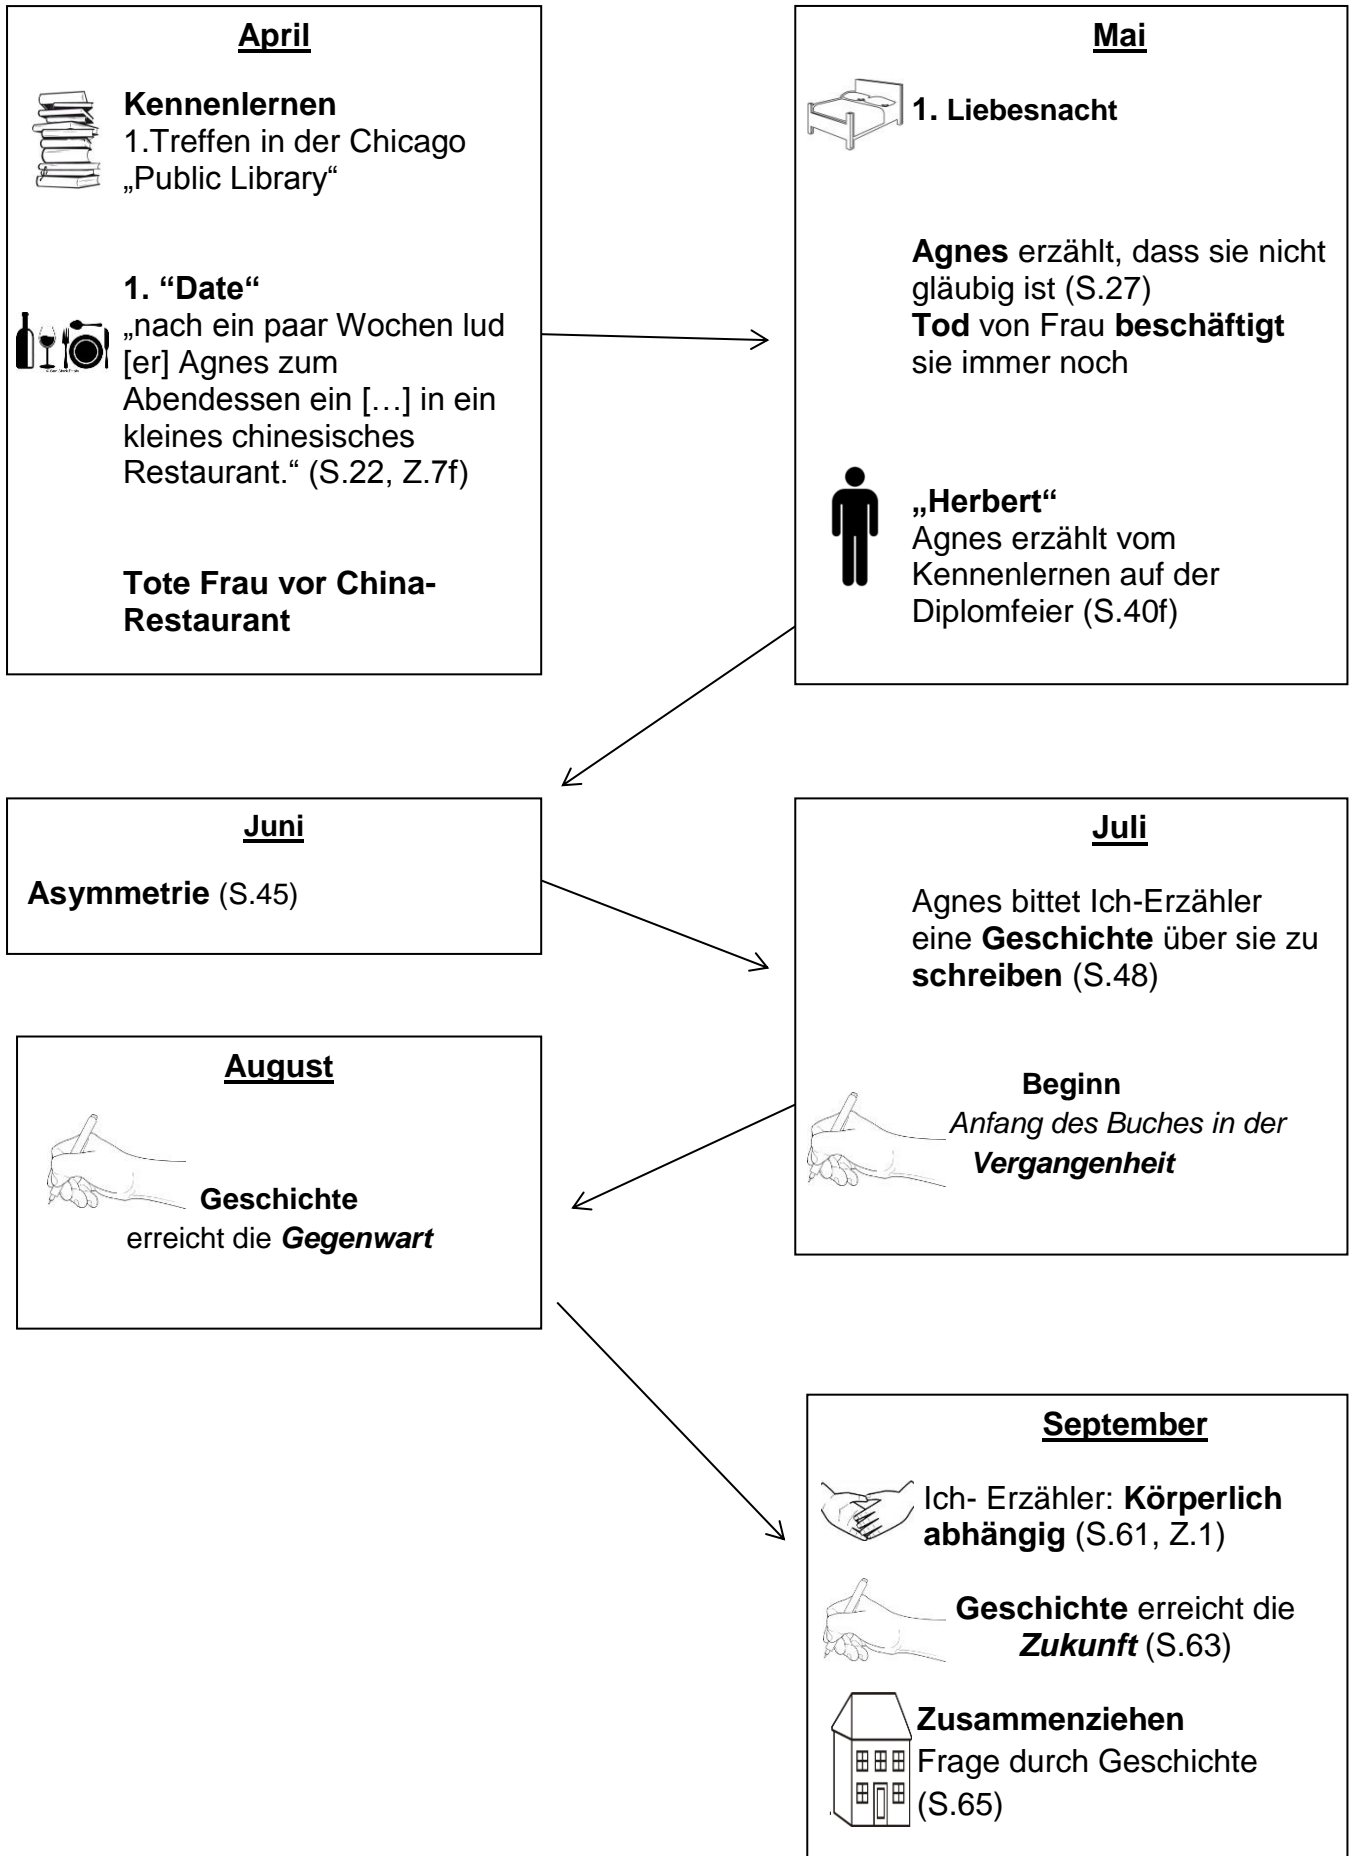 April
Kennenlernen
1.Treffen in der Chicago
„Public Library“
1. “Date“
„nach ein paar Wochen lud
[er] Agnes zum
Abendessen ein […] in ein
kleines chinesisches
Restaurant.“ (S.22, Z.7f)
Tote Frau vor China-
Restaurant
Mai
1. Liebesnacht
Agnes erzählt, dass sie nicht
gläubig ist (S.27)
Tod von Frau beschäftigt
sie immer noch
„Herbert“
Agnes erzählt vom
Kennenlernen auf der
Diplomfeier (S.40f)
Juni
Asymmetrie (S.45)
Juli
Agnes bittet Ich-Erzähler
eine Geschichte über sie zu
schreiben (S.48)
Beginn
Anfang des Buches in der
Vergangenheit
August
Geschichte
erreicht die Gegenwart
September
Ich- Erzähler: Körperlich
abhängig (S.61, Z.1)
Geschichte erreicht die
Zukunft (S.63)
Zusammenziehen
Frage durch Geschichte
(S.65)